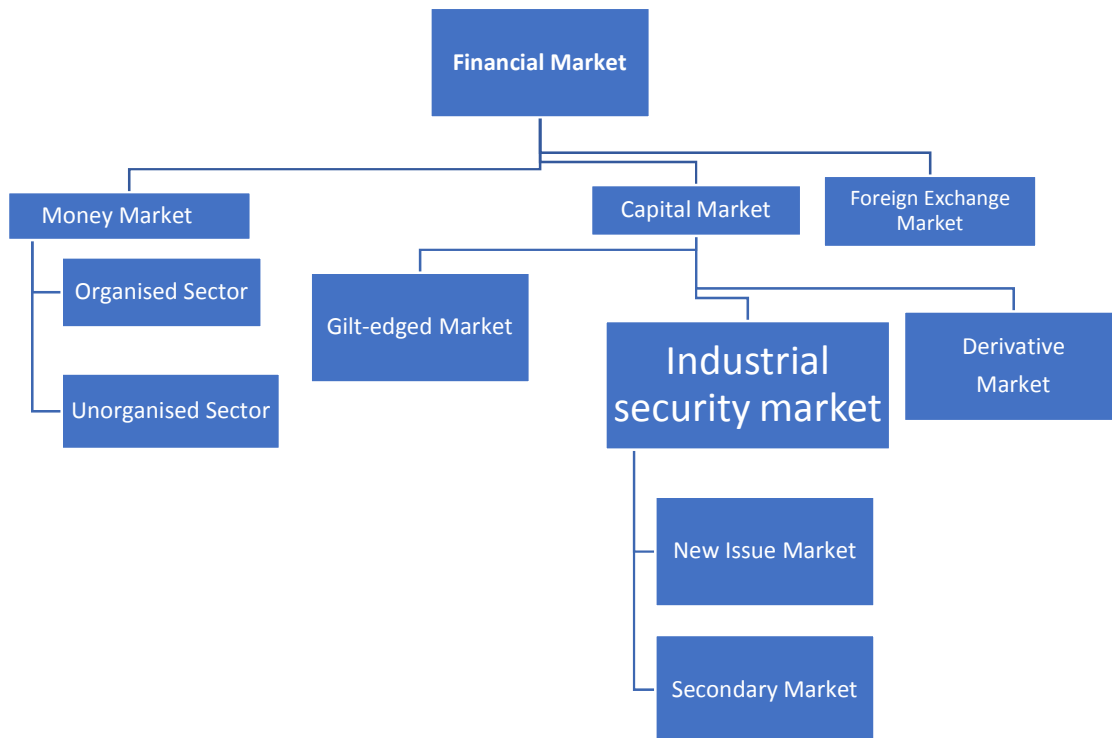 Financial Market
Money Market
Capital Market
Foreign Exchange
Market
Organised Sector
Unorganised Sector
Gilt-edged Market
Industrial
security market
Derivative
Market
New Issue Market
Secondary Market